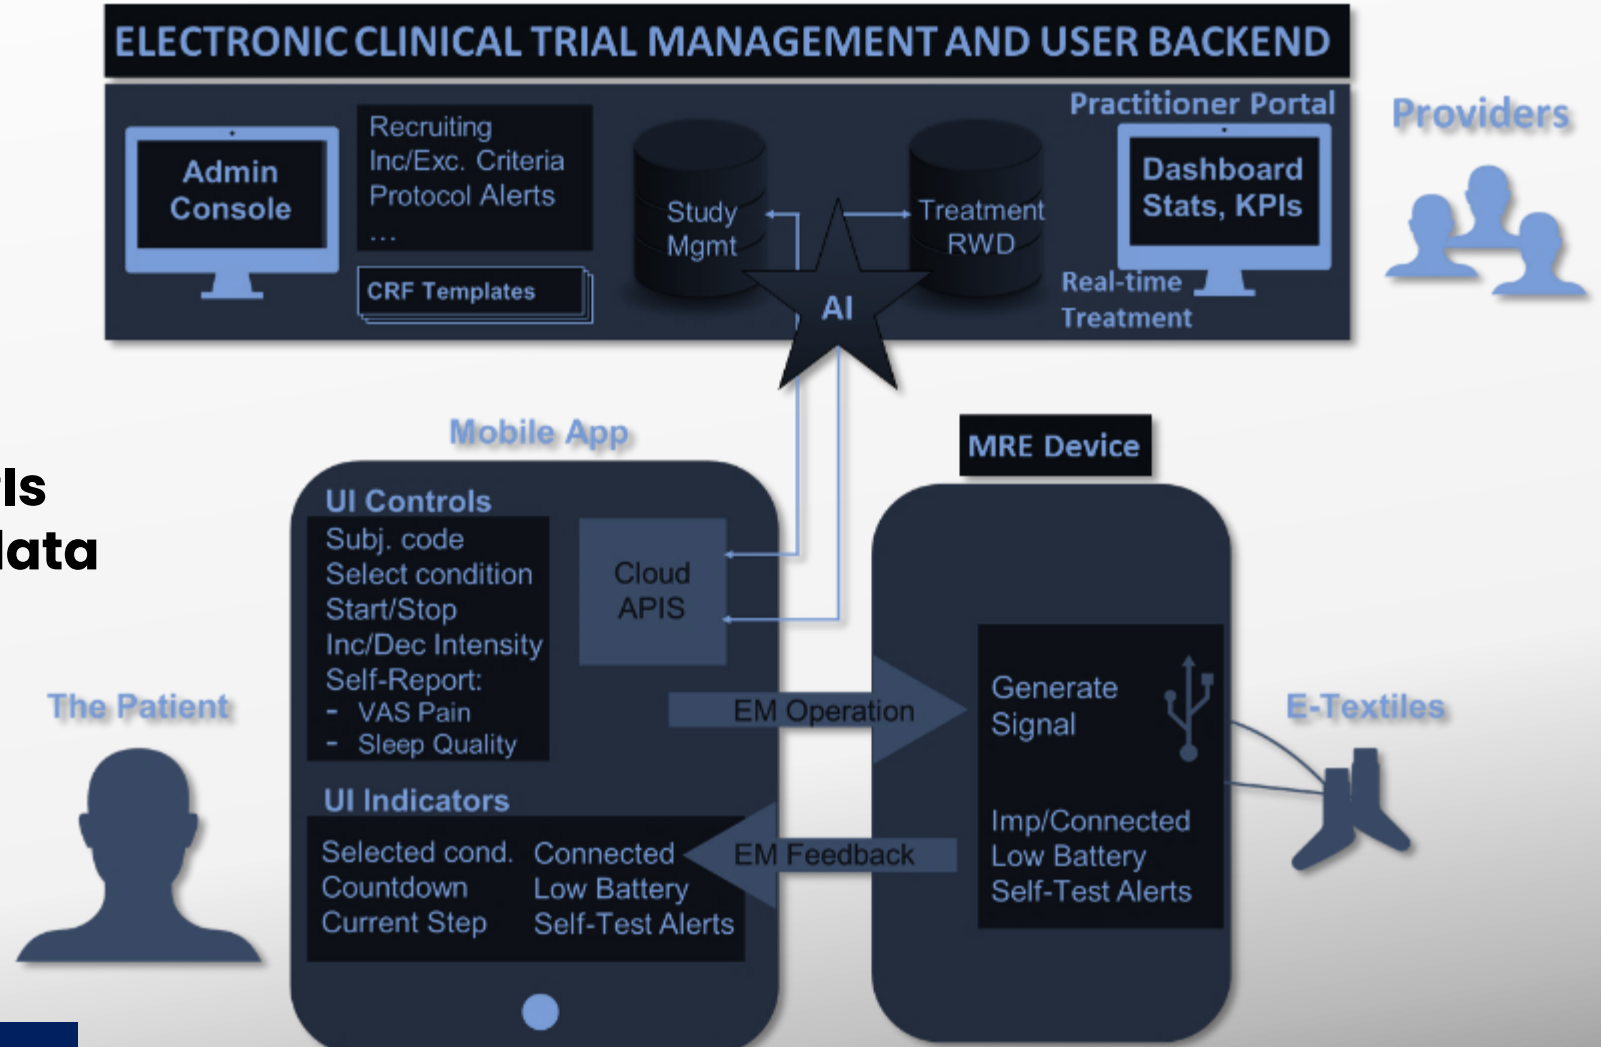 ELECTRONIC CLINICAL TRIAL MANAGEMENT AND USER BACKEND
Admin
Console
Recruiting
Inc/Exc. Criteria
Protocol Alerts
...
CRF Templates
Study
Mgmt
AI
Treatment
RWD
Practitioner Portal
Dashboard
Stats, KPIs
Real-time
Treatment
Providers
Mobile App
UI Controls
Subj. code
Select condition
Start/Stop
Inc/Dec Intensity
Self-Report:
- VAS Pain
- Sleep Quality
Cloud
APIS
UI Indicators
Selected cond.
Countdown
Current Step
Connected
Low Battery
Self-Test Alerts
EM Operation
EM Feedback
MRE Device
Generate
Signal
Imp/Connected
Low Battery
Self-Test Alerts
The Patient
E-Textiles